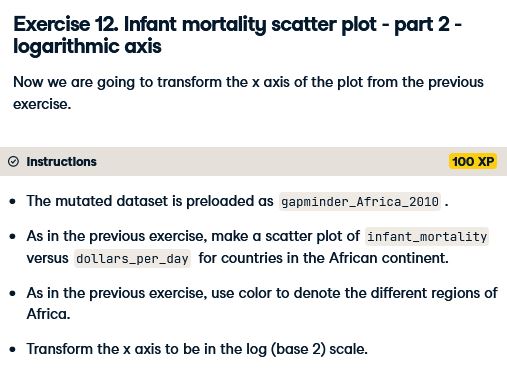 Exercise 12. Infant mortality scatter plot - part 2 -
logarithmic axis
Now we are going to transform the x axis of the plot from the previous
exercise.
Instructions
100 XP
The mutated dataset is preloaded as gapminder_Africa_2010 .
As in the previous exercise, make a scatter plot of infant_mortality
versus dollars_per_day for countries in the African continent.
As in the previous exercise, use color to denote the different regions of
Africa.
Transform the x axis to be in the log (base 2) scale.